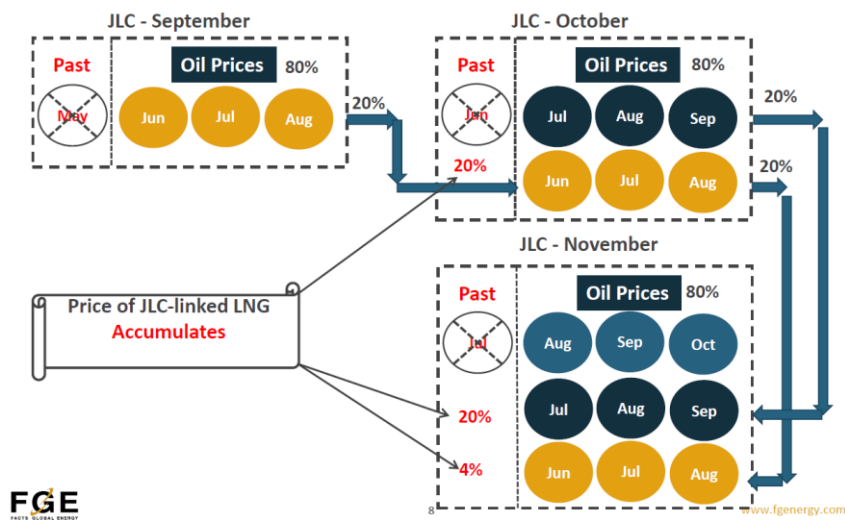 JLC - September
Past
Oil Prices
80%
May
Jun
Jul
Aug
20%
JLC - October
Past
Oil Prices
80%
Jun
Jul
Aug
Sep
20%
20%
Jun
Jul
Aug
20%
JLC - November
Past
Oil Prices
80%
Jul
Aug
Sep
Oct
20%
Jul
Aug
Sep
4%
Jun
Jul
Aug
Price of JLC-linked LNG
Accumulates
FGE
FACTS GLOBAL ENERGY
8
www.fgenergy.com